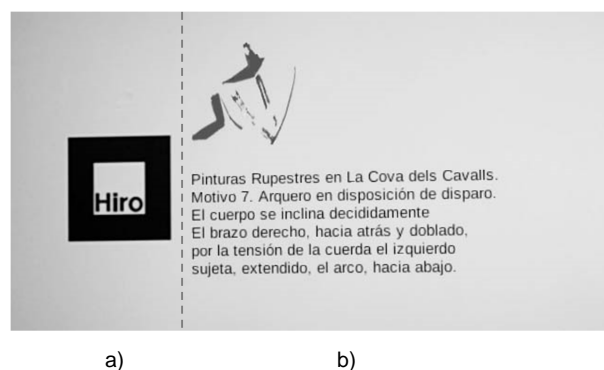 Hiro
Pinturas Rupestres en La Cova dels Cavalls.
Motivo 7. Arquero en disposición de disparo.
El cuerpo se inclina decididamente
El brazo derecho, hacia atrás y doblado,
por la tensión de la cuerda el izquierdo
sujeta, extendido, el arco, hacia abajo.
a)
b)